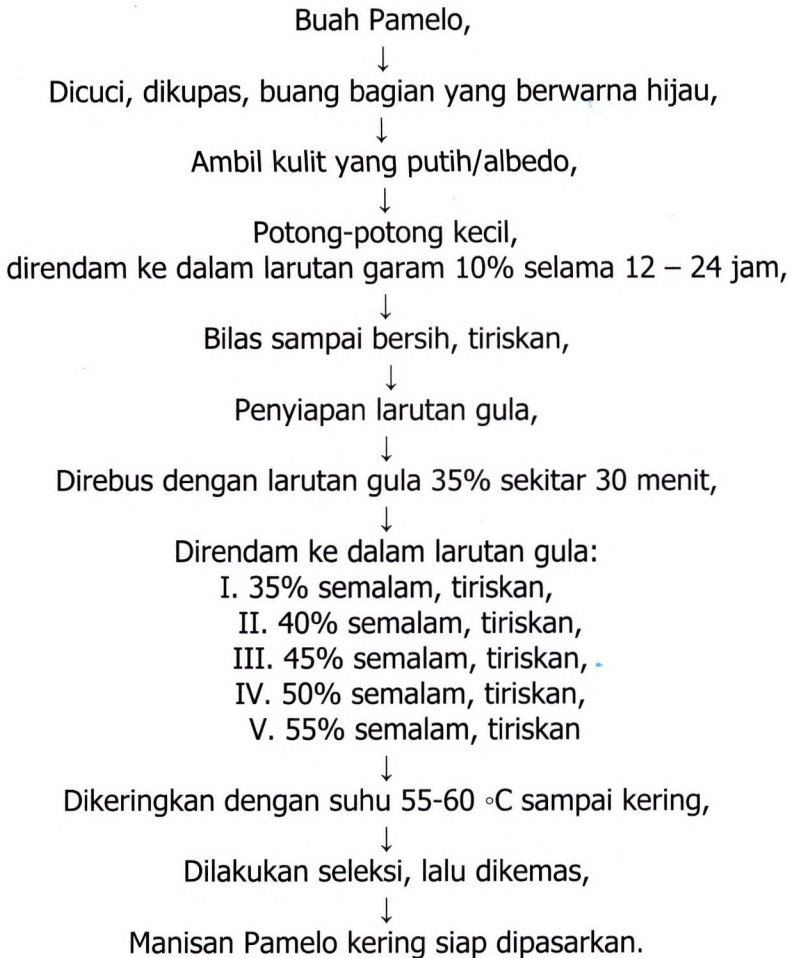 Buah Pamelo,
↓
Dicuci, dikupas, buang bagian yang berwarna hijau,
↓
Ambil kulit yang putih/albedo,
↓
Potong-potong kecil,
direndam ke dalam larutan garam 10% selama 12 – 24 jam,
↓
Bilas sampai bersih, tiriskan,
↓
Penyiapan larutan gula,
↓
Direbus dengan larutan gula 35% sekitar 30 menit,
↓
Direndam ke dalam larutan gula:
I. 35% semalam, tiriskan,
II. 40% semalam, tiriskan,
III. 45% semalam, tiriskan,
IV. 50% semalam, tiriskan,
V. 55% semalam, tiriskan
↓
Dikeringkan dengan suhu 55-60 ◦C sampai kering,
↓
Dilakukan seleksi, lalu dikemas,
↓
Manisan Pamelo kering siap dipasarkan.